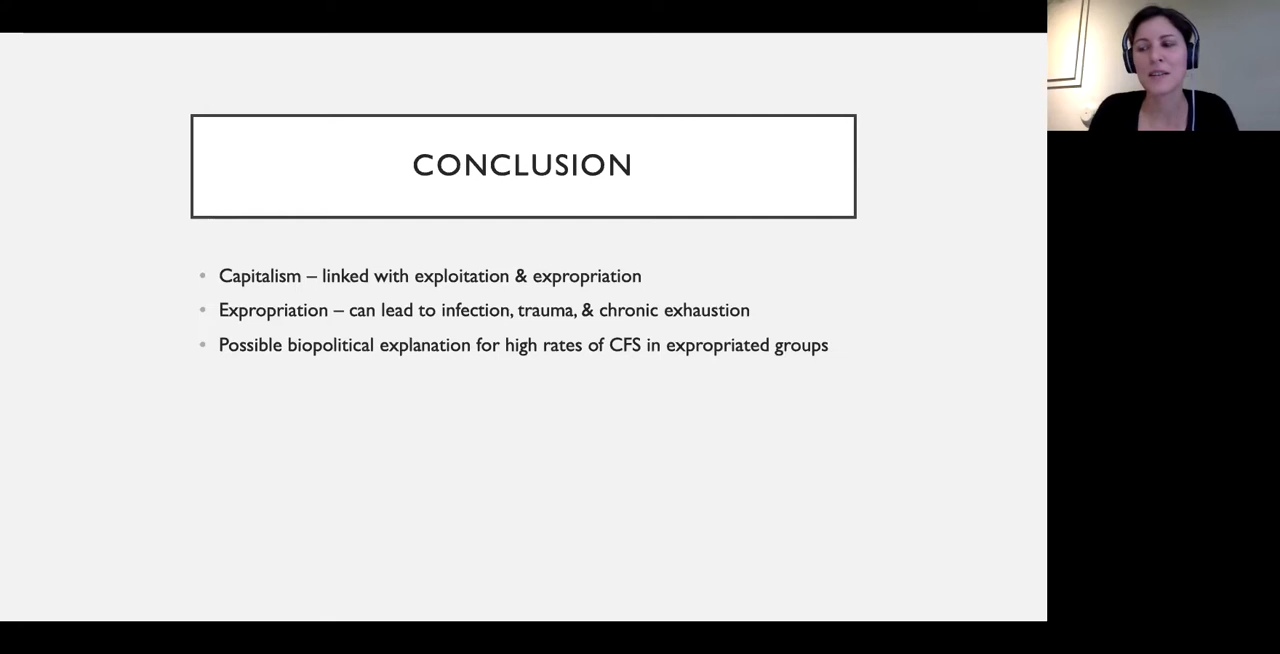 CONCLUSION
Capitalism – linked with exploitation & expropriation
Expropriation – can lead to infection, trauma, & chronic exhaustion
Possible biopolitical explanation for high rates of CFS in expropriated groups